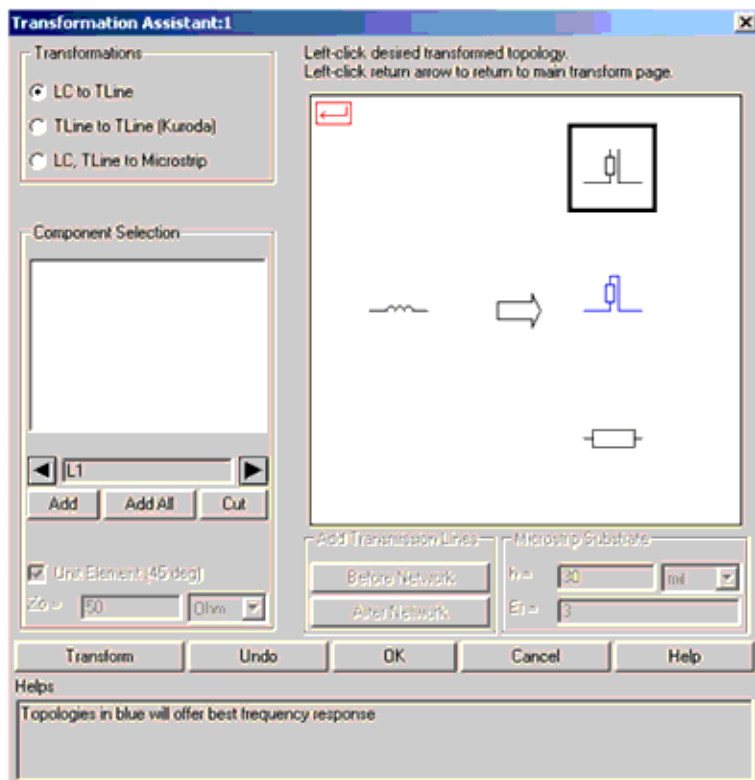 Transformation Assistant:1
Transformations
LC to TLine
TLine to TLine (Kuroda)
LC, TLine to Microstrip
Left-click desired transformed topology.
Left-click return arrow to return to main transform page.
Component Selection
L1
Add
Add All
Cut
Unit Element (45 deg)
Zo =
50
Ohm
Add Transmission Lines
Before Network
After Network
Microstrip Substrate
h =
30
mil
Er =
3
Transform
Undo
OK
Cancel
Help
Helps
Topologies in blue will offer best frequency response